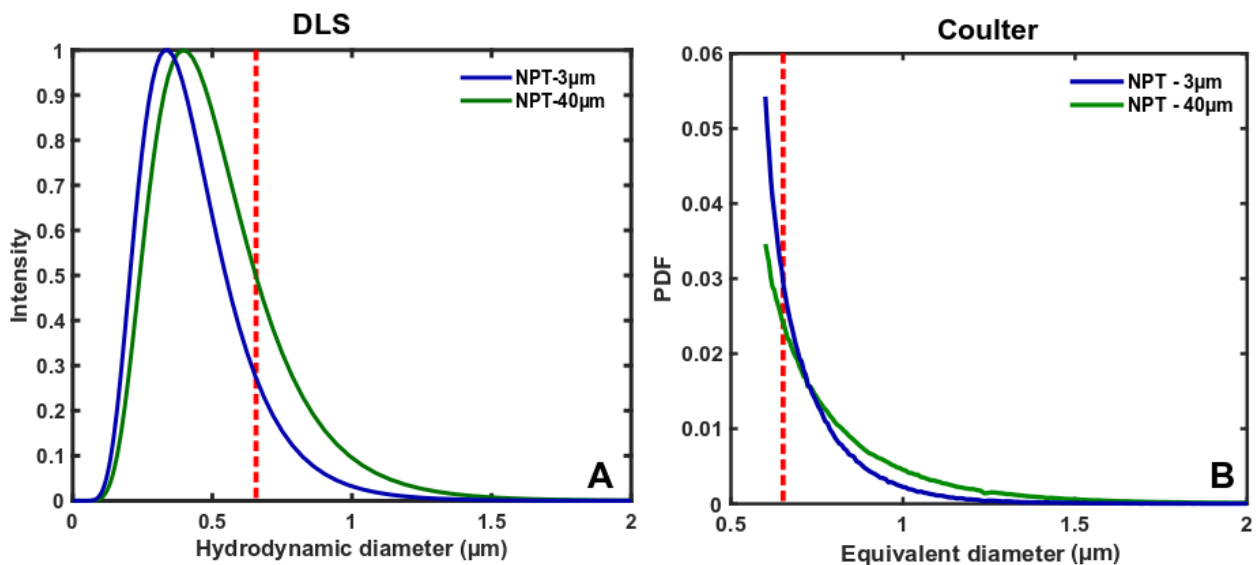 DLS
NPT-3µm
NPT-40µm
1
0.9
0.8
0.7
0.6
0.5
0.4
0.3
0.2
0.1
0
Intensity
0
0.5
1
1.5
2
Hydrodynamic diameter (µm)
A
Coulter
NPT - 3µm
NPT - 40µm
0.06
0.05
0.04
0.03
0.02
0.01
0
PDF
0.5
1
1.5
2
Equivalent diameter (µm)
B